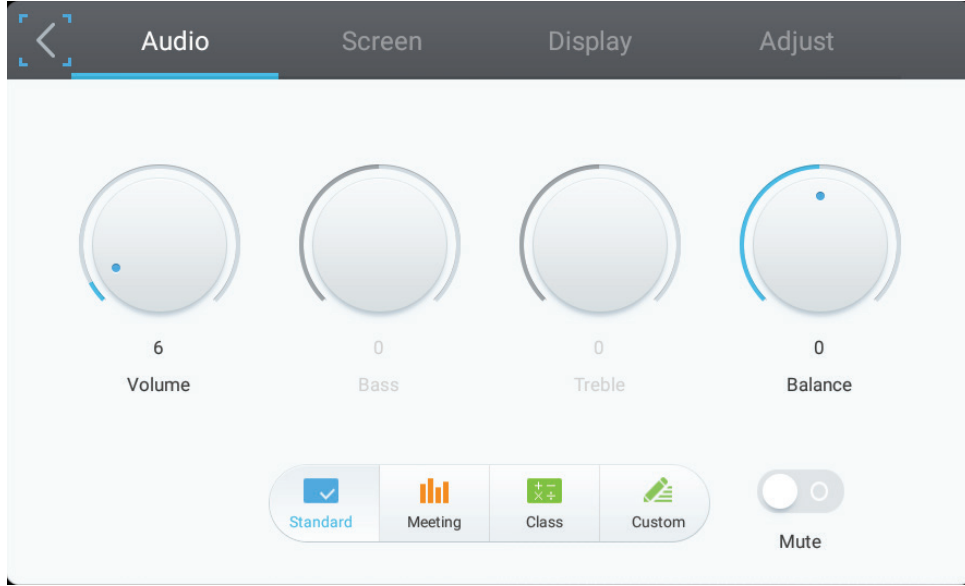 Audio Screen Display Adjust
6 0 0 0
Volume Bass Treble Balance
Standard Meeting Class Custom
Mute